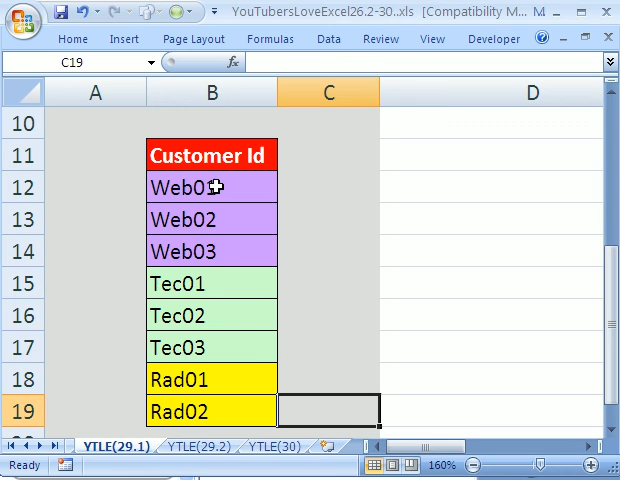 YouTubersLoveExcel26.2-30..xls [Compatibility M... M
Home Insert Page Layout Formulas Data View Developer
C19 fx
A B C D
10
11 Customer Id
12 Web01
13 Web02
14 Web03
15 Tec01
16 Tec02
17 Tec03
18 Rad01
19 Rad02
YTLE(29.1) YTLE(29.2) YTLE(30)
Ready 160%